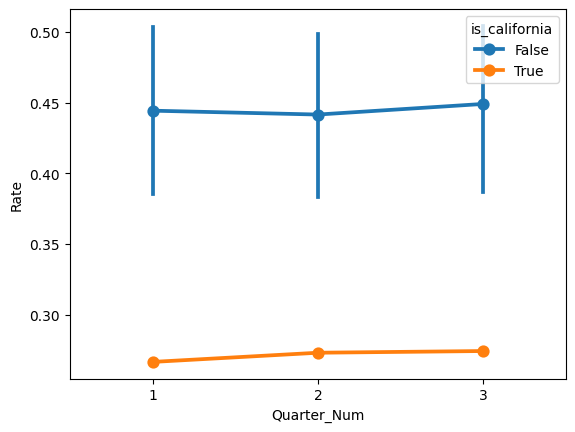 0.50
0.45
0.40
0.35
0.30
Rate
1 2 3
Quarter_Num
is_california
False
True